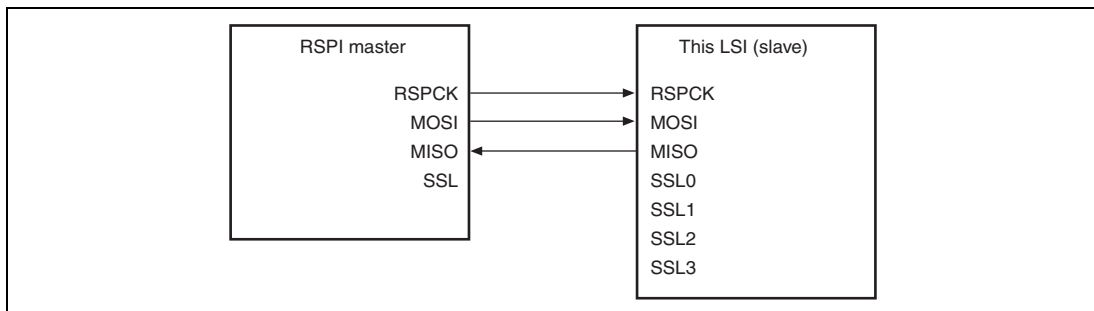 RSPI master
RSPCK
MOSI
MISO
SSL
This LSI (slave)
RSPCK
MOSI
MISO
SSL0
SSL1
SSL2
SSL3